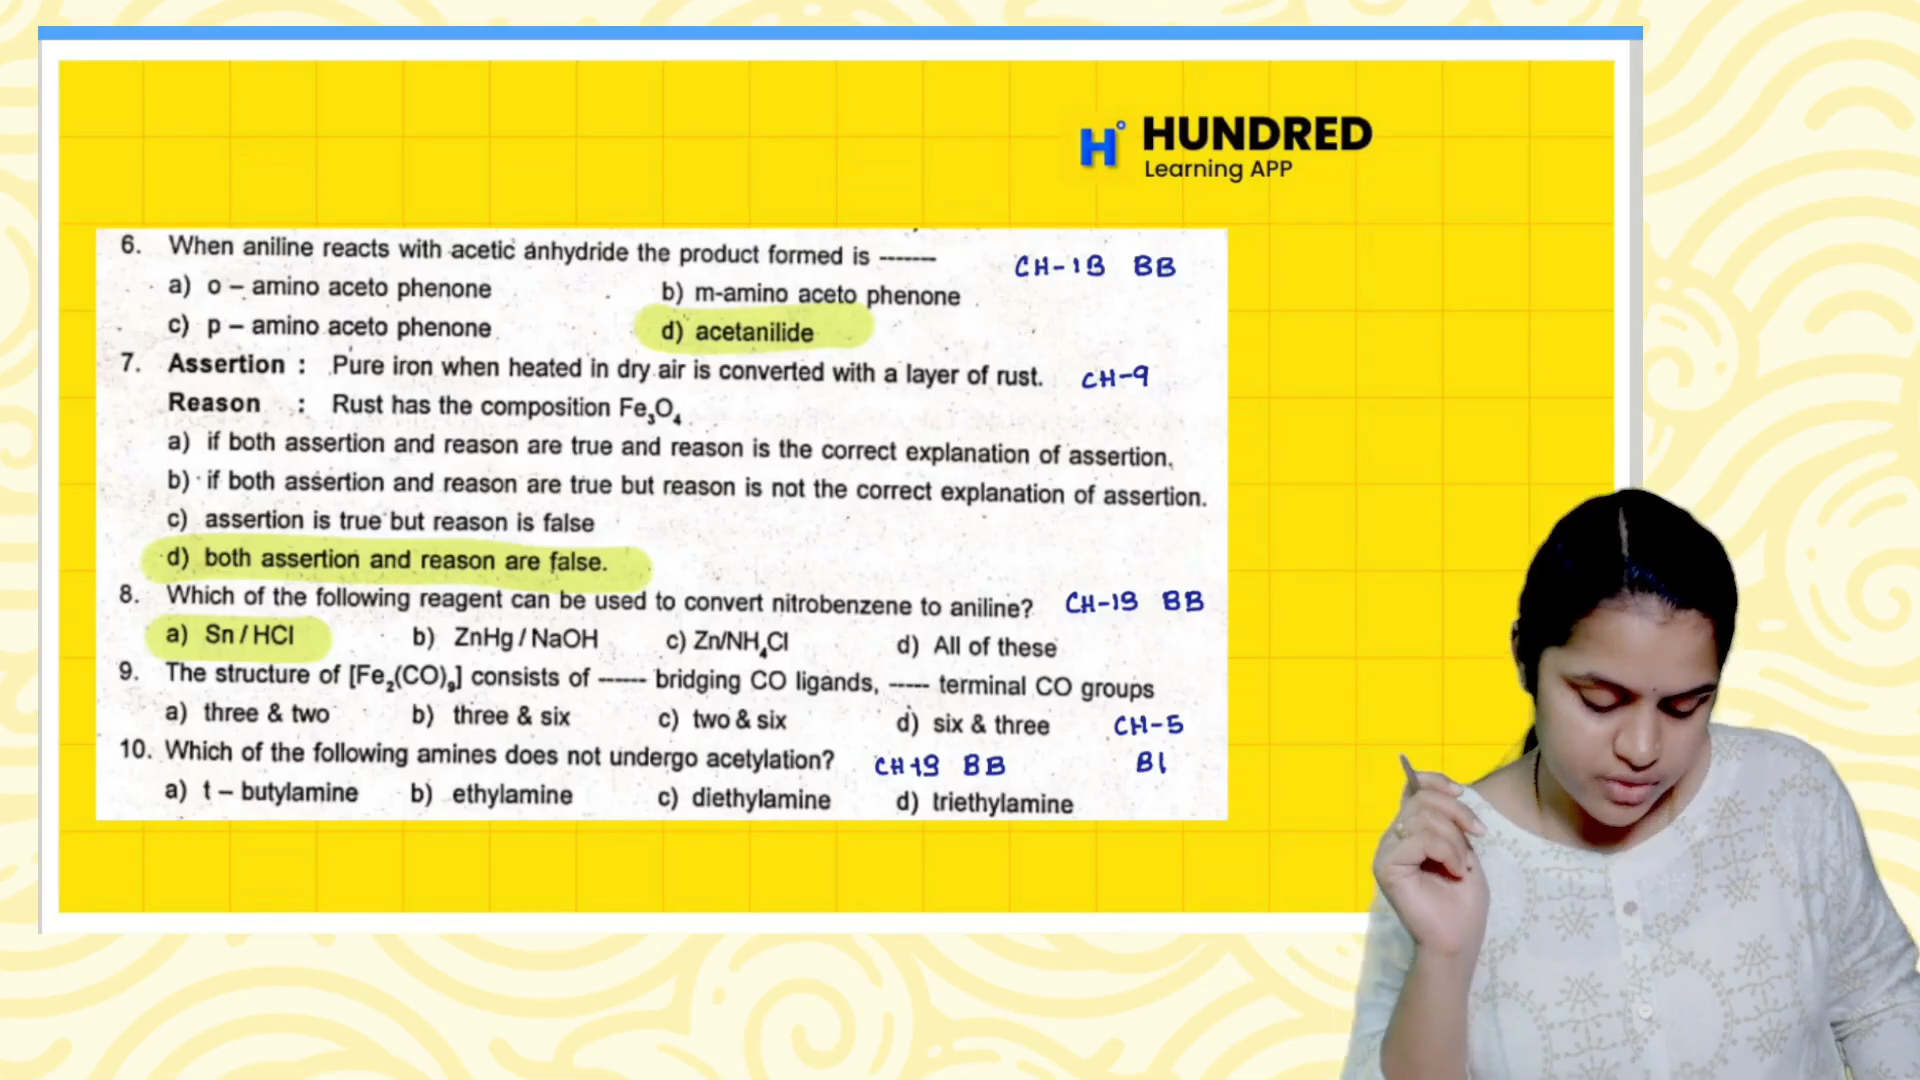 H° HUNDRED
Learning APP
6. When aniline reacts with acetic anhydride the product formed is ------- CH-13 BB
a) o – amino aceto phenone b) m-amino aceto phenone
c) p – amino aceto phenone d) acetanilide
7. Assertion : Pure iron when heated in dry air is converted with a layer of rust. CH-9
Reason : Rust has the composition Fe₃O₄
a) if both assertion and reason are true and reason is the correct explanation of assertion.
b) if both assertion and reason are true but reason is not the correct explanation of assertion.
c) assertion is true but reason is false
d) both assertion and reason are false.
8. Which of the following reagent can be used to convert nitrobenzene to aniline? CH-13 BB
a) Sn / HCl b) ZnHg / NaOH c) Zn/NH₄Cl d) All of these
9. The structure of [Fe₂(CO)₉] consists of ------ bridging CO ligands, ----- terminal CO groups
a) three & two b) three & six c) two & six d) six & three CH-5
10. Which of the following amines does not undergo acetylation? CH 13 BB BI
a) t – butylamine b) ethylamine c) diethylamine d) triethylamine